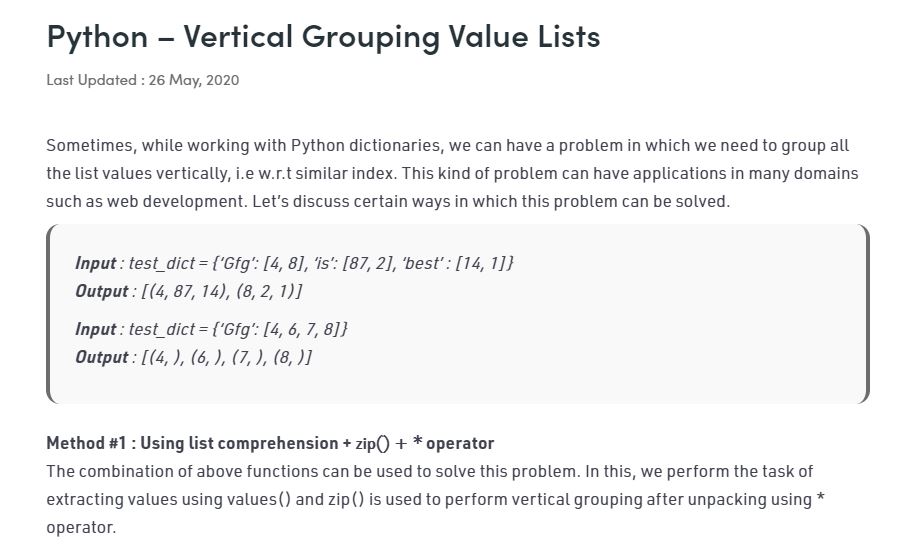 Python – Vertical Grouping Value Lists
Last Updated : 26 May, 2020
Sometimes, while working with Python dictionaries, we can have a problem in which we need to group all
the list values vertically, i.e w.r.t similar index. This kind of problem can have applications in many domains
such as web development. Let’s discuss certain ways in which this problem can be solved.
Input : test_dict = {‘Gfg’: [4, 8], ‘is’: [87, 2], ‘best’ : [14, 1]}
Output : [(4, 87, 14), (8, 2, 1)]
Input : test_dict = {‘Gfg’: [4, 6, 7, 8]}
Output : [(4, ), (6, ), (7, ), (8, )]
Method #1 : Using list comprehension + zip() + * operator
The combination of above functions can be used to solve this problem. In this, we perform the task of
extracting values using values() and zip() is used to perform vertical grouping after unpacking using *
operator.